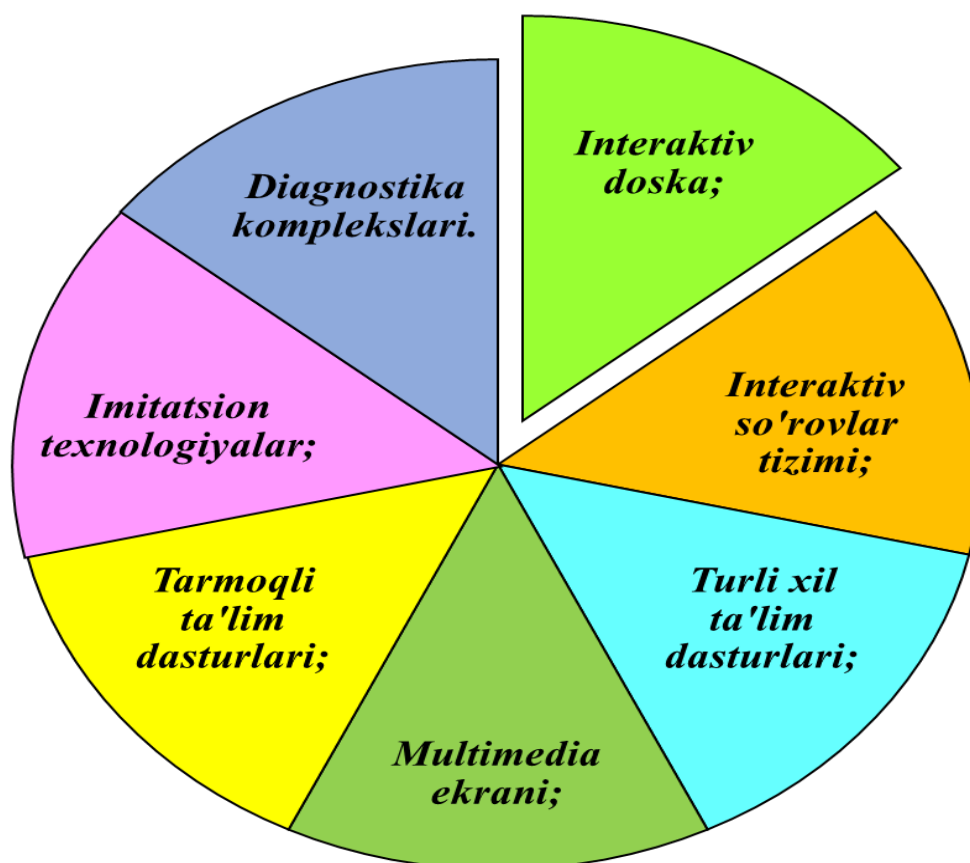 Interaktiv
doska;
Interaktiv
so'rovlar
tizimi;
Turli xil
ta'lim
dasturlari;
Multimedia
ekrani;
Tarmoqli
ta'lim
dasturlari;
Imitatsion
texnologiyalar;
Diagnostika
komplekslari.